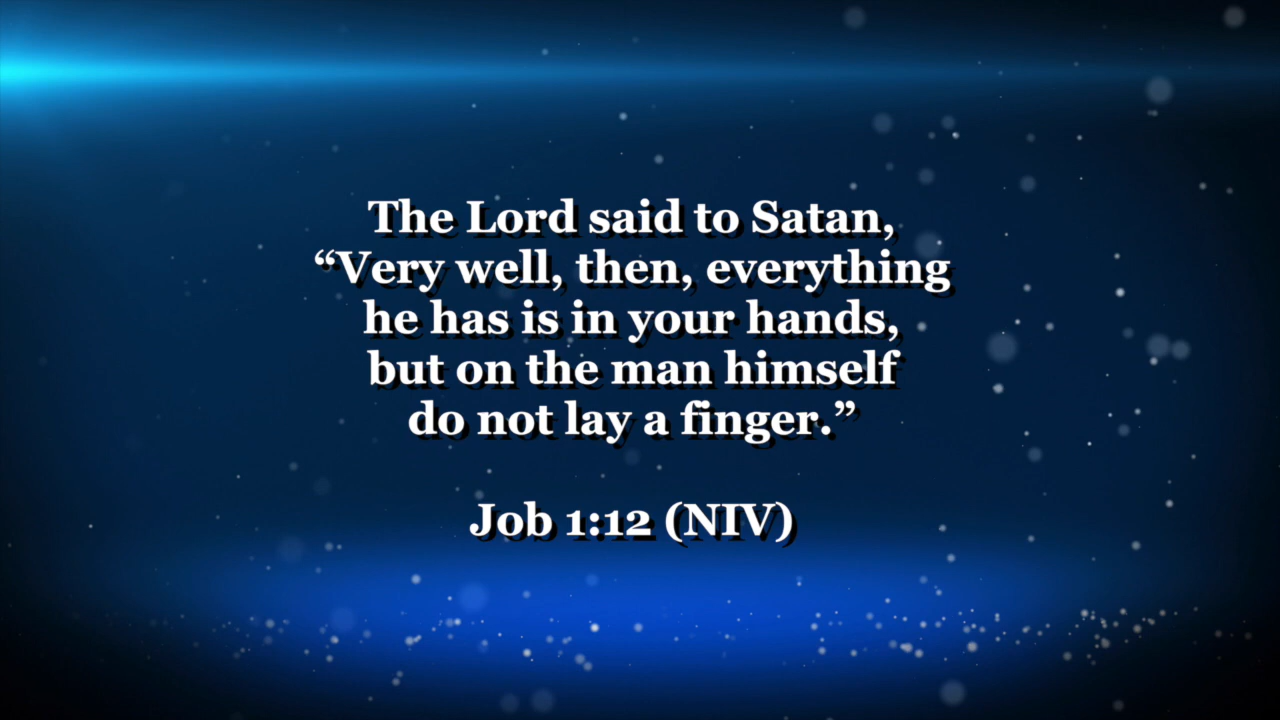 The Lord said to Satan,
“Very well, then, everything
he has is in your hands,
but on the man himself
do not lay a finger.”
Job 1:12 (NIV)